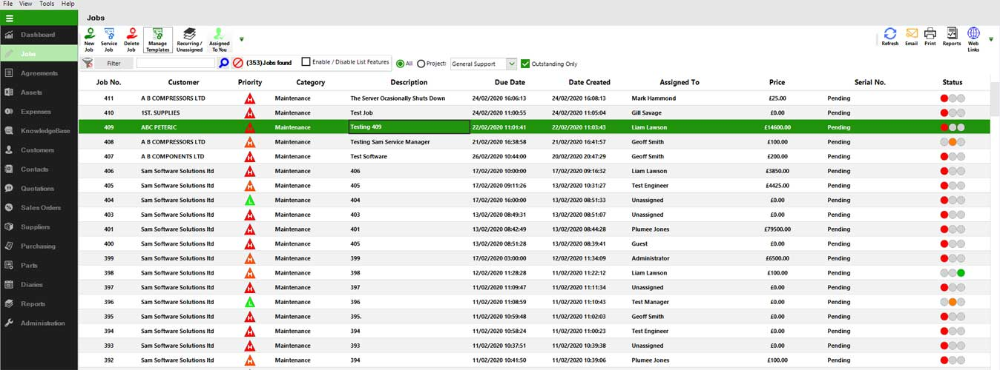 File View Tools Help
Jobs
Dashboard
Jobs
Agreements
Assets
Expenses
KnowledgeBase
Customers
Contacts
Quotations
Sales Orders
Suppliers
Purchasing
Parts
Diaries
Reports
Administration
New Job
Service Job
Delete Job
Manage Templates
Recurring / Unassigned
Assigned To You
Refresh
Email
Print
Reports
Web Links
Filter (353)Jobs found Enable / Disable List Features All Project: General Support Outstanding Only
Job No. Customer Priority Category Description Due Date Date Created Assigned To Price Serial No. Status
411 A B COMPRESSORS LTD H Maintenance The Server Ocasionally Shuts Down 24/02/2020 16:06:13 24/02/2020 16:08:13 Mark Hammond £25.00 Pending
410 1ST. SUPPLIES H Maintenance Test Job 24/02/2020 11:00:55 24/02/2020 11:05:04 Gill Savage £0.00 Pending
409 ABC PETERIC Maintenance Testing 409 22/02/2020 11:01:41 22/02/2020 11:03:43 Liam Lawson £14600.00 Pending
408 A B COMPRESSORS LTD M Maintenance Testing Sam Service Manager 21/02/2020 16:38:58 21/02/2020 16:41:57 Geoff Smith £100.00 Pending
407 A B COMPONENTS LTD H Maintenance Test Software 26/02/2020 10:44:00 20/02/2020 20:47:29 Geoff Smith £200.00 Pending
406 Sam Software Solutions ltd H Maintenance 406 17/02/2020 10:00:00 17/02/2020 09:16:32 Liam Lawson £3850.00 Pending
405 Sam Software Solutions ltd M Maintenance 405 17/02/2020 09:11:26 13/02/2020 10:31:27 Test Engineer £4425.00 Pending
404 Sam Software Solutions ltd L Maintenance 404 17/02/2020 16:00:00 13/02/2020 08:51:33 Unassigned £0.00 Pending
403 Sam Software Solutions ltd H Maintenance 403 13/02/2020 08:49:31 13/02/2020 08:51:07 Unassigned £0.00 Pending
401 Sam Software Solutions ltd H Maintenance 401 13/02/2020 08:42:49 13/02/2020 08:44:28 Plumee Jones £79500.00 Pending
400 Sam Software Solutions ltd H Maintenance 405 13/02/2020 08:51:28 13/02/2020 08:39:41 Guest £0.00 Pending
399 Sam Software Solutions ltd M Maintenance 399 17/02/2020 03:00:00 12/02/2020 11:34:09 Administrator £6500.00 Pending
398 Sam Software Solutions ltd M Maintenance 398 12/02/2020 11:28:28 11/02/2020 11:22:12 Liam Lawson £100.00 Pending
397 Sam Software Solutions ltd H Maintenance 397 11/02/2020 11:09:47 11/02/2020 11:11:34 Unassigned £0.00 Pending
396 Sam Software Solutions ltd L Maintenance 396 11/02/2020 11:08:59 11/02/2020 11:10:43 Test Manager £0.00 Pending
395 Sam Software Solutions ltd H Maintenance 395. 11/02/2020 10:59:48 11/02/2020 11:02:03 Geoff Smith £0.00 Pending
394 Sam Software Solutions ltd H Maintenance 394 11/02/2020 10:58:24 11/02/2020 11:00:23 Test Engineer £0.00 Pending
393 Sam Software Solutions ltd H Maintenance 393 11/02/2020 10:37:51 11/02/2020 10:39:38 Unassigned £0.00 Pending
392 Sam Software Solutions ltd H Maintenance 394 11/02/2020 10:41:50 11/02/2020 10:39:06 Plumee Jones £100.00 Pending